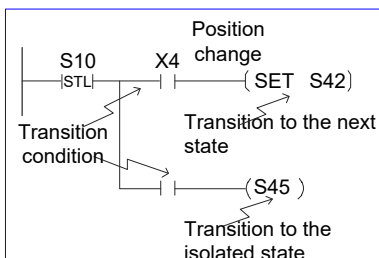 Position
change
S10
X4
STL
SET S42
Transition
condition
Transition to the next
state
S45
Transition to the
isolated state